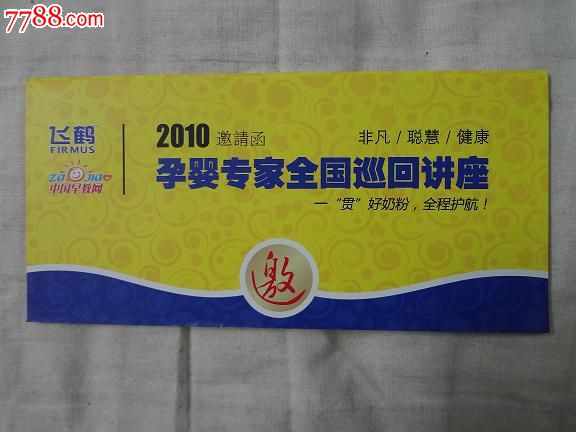 7788.com
飞鹤
FIRMUS
zaojiao
中国早教网
2010 邀請函
非凡/聪慧/健康
孕婴专家全国巡回讲座
一“贯”好奶粉，全程护航！
邀